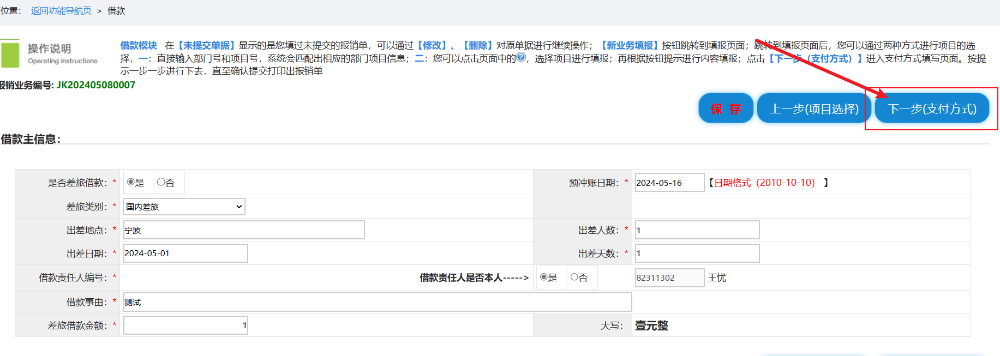 位置： 返回功能导航页 > 借款
操作说明
Operating instructions
借款模块 在【未提交单据】显示的是您填过未提交的报销单，可以通过【修改】、【删除】对原单据进行继续操作；【新业务填报】按钮跳转到填报页面；跳转到填报页面后，您可以通过两种方式进行项目的选
择，一：直接输入部门号和项目号，系统会匹配出相应的部门项目信息；二：您可以点击页面中的?，选择项目进行填报；再根据按钮提示进行内容填报；点击【下一步（支付方式）】进入支付方式填写页面。按提
示一步一步进行下去，直至确认提交打印出报销单
报销业务编号: JK202405080007
保 存 上一步(项目选择) 下一步(支付方式)
借款主信息：
是否差旅借款：* 是 否 预冲账日期：* 2024-05-16 【日期格式（2010-10-10） 】
差旅类别：* 国内差旅
出差地点：* 宁波 出差人数：* 1
出差日期：* 2024-05-01 出差天数：* 1
借款责任人编号：* 借款责任人是否本人-----> 是 否 82311302 王忧
借款事由：* 测试
差旅借款金额：* 1 大写： 壹元整